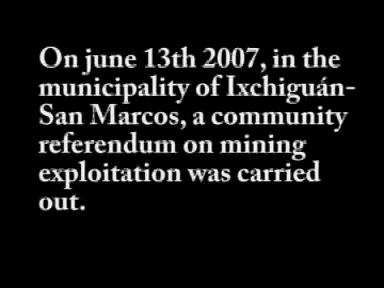 On june 13th 2007, in the
municipality of Ixchiguán-
San Marcos, a community
referendum on mining
exploitation was carried
out.